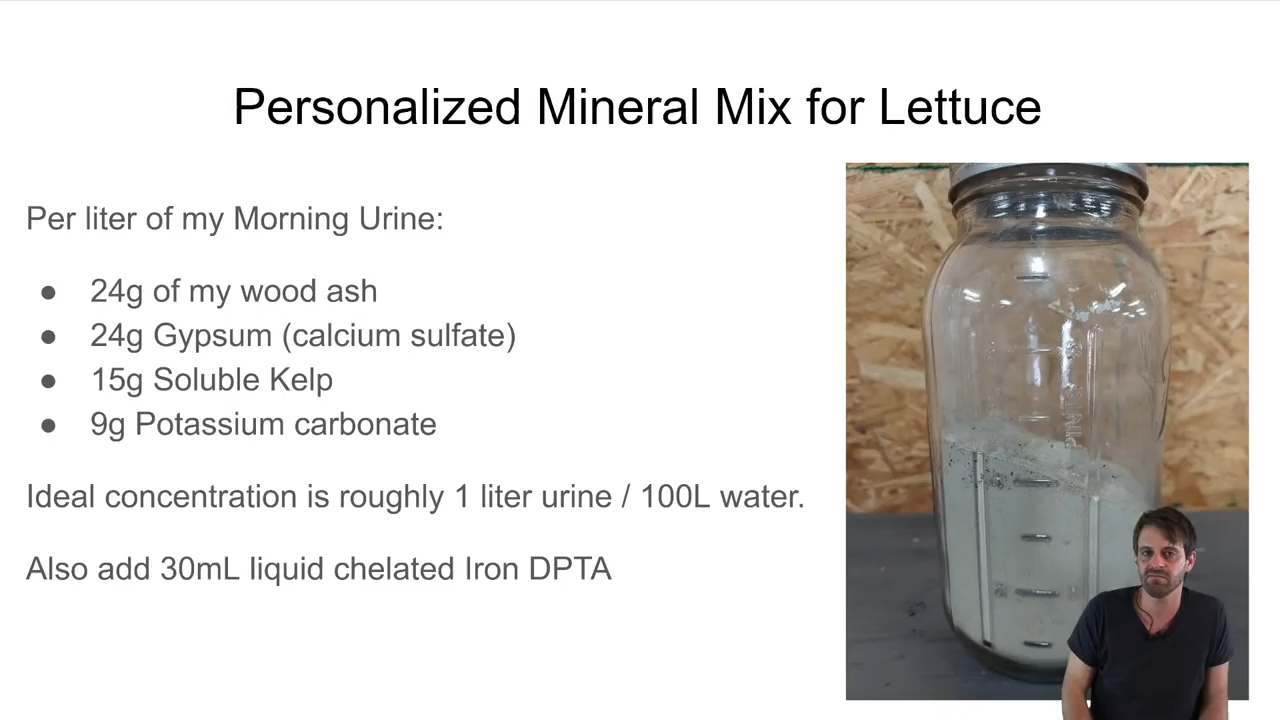 Personalized Mineral Mix for Lettuce
Per liter of my Morning Urine:
● 24g of my wood ash
● 24g Gypsum (calcium sulfate)
● 15g Soluble Kelp
● 9g Potassium carbonate
Ideal concentration is roughly 1 liter urine / 100L water.
Also add 30mL liquid chelated Iron DPTA
PINTS